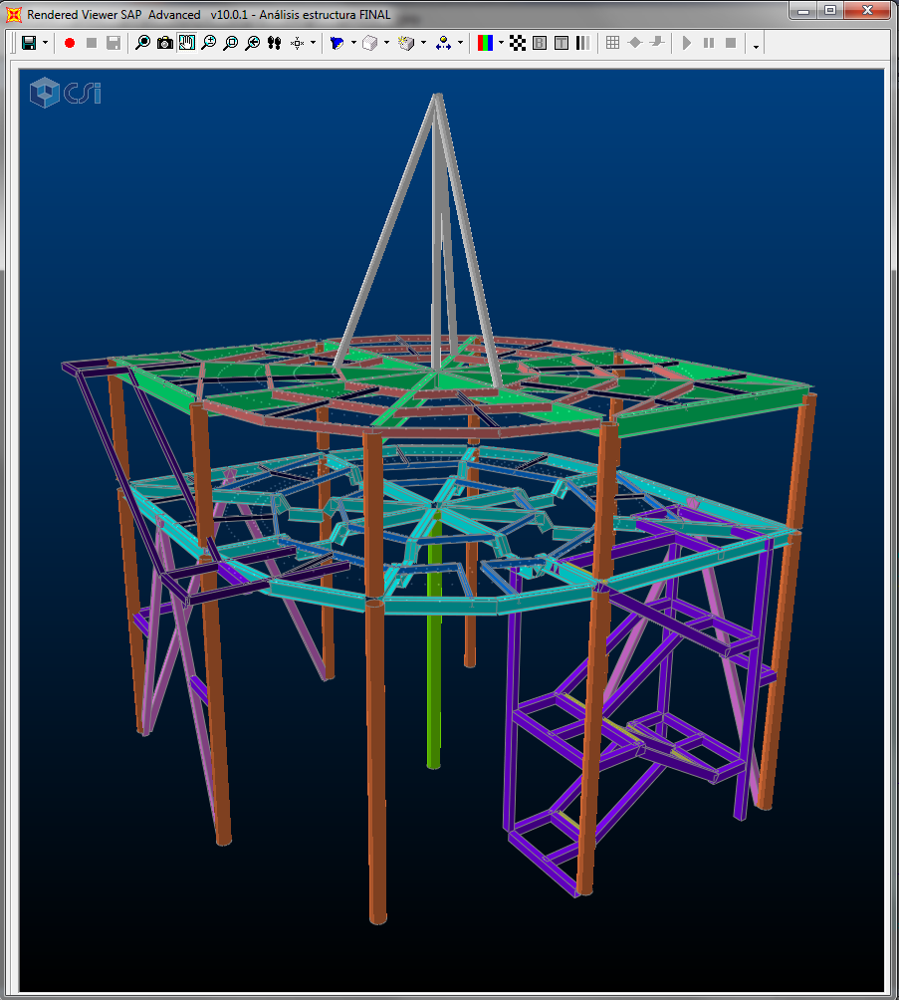 Rendered Viewer SAP Advanced v10.0.1 - Análisis estructura FINAL
B T
CSi